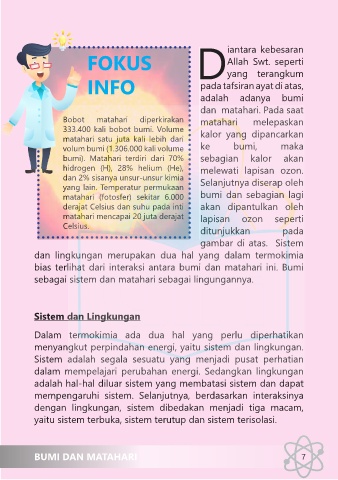 FOKUS
INFO
Bobot matahari diperkirakan
333.400 kali bobot bumi. Volume
matahari satu juta kali lebih dari
volum bumi (1.306.000 kali volume
bumi). Matahari terdiri dari 70%
hidrogen (H), 28% helium (He),
dan 2% sisanya unsur-unsur kimia
yang lain. Temperatur permukaan
matahari (fotosfer) sekitar 6.000
derajat Celsius dan suhu pada inti
matahari mencapai 20 juta derajat
Celsius.
Diantara kebesaran
Allah Swt. seperti
yang terangkum
pada tafsiran ayat di atas,
adalah adanya bumi
dan matahari. Pada saat
matahari melepaskan
kalor yang dipancarkan
ke bumi, maka
sebagian kalor akan
melewati lapisan ozon.
Selanjutnya diserap oleh
bumi dan sebagian lagi
akan dipantulkan oleh
lapisan ozon seperti
ditunjukkan pada
gambar di atas. Sistem
dan lingkungan merupakan dua hal yang dalam termokimia
bias terlihat dari interaksi antara bumi dan matahari ini. Bumi
sebagai sistem dan matahari sebagai lingungannya.
Sistem dan Lingkungan
Dalam termokimia ada dua hal yang perlu diperhatikan
menyangkut perpindahan energi, yaitu sistem dan lingkungan.
Sistem adalah segala sesuatu yang menjadi pusat perhatian
dalam mempelajari perubahan energi. Sedangkan lingkungan
adalah hal-hal diluar sistem yang membatasi sistem dan dapat
mempengaruhi sistem. Selanjutnya, berdasarkan interaksinya
dengan lingkungan, sistem dibedakan menjadi tiga macam,
yaitu sistem terbuka, sistem tertutup dan sistem terisolasi.
BUMI DAN MATAHARI
7